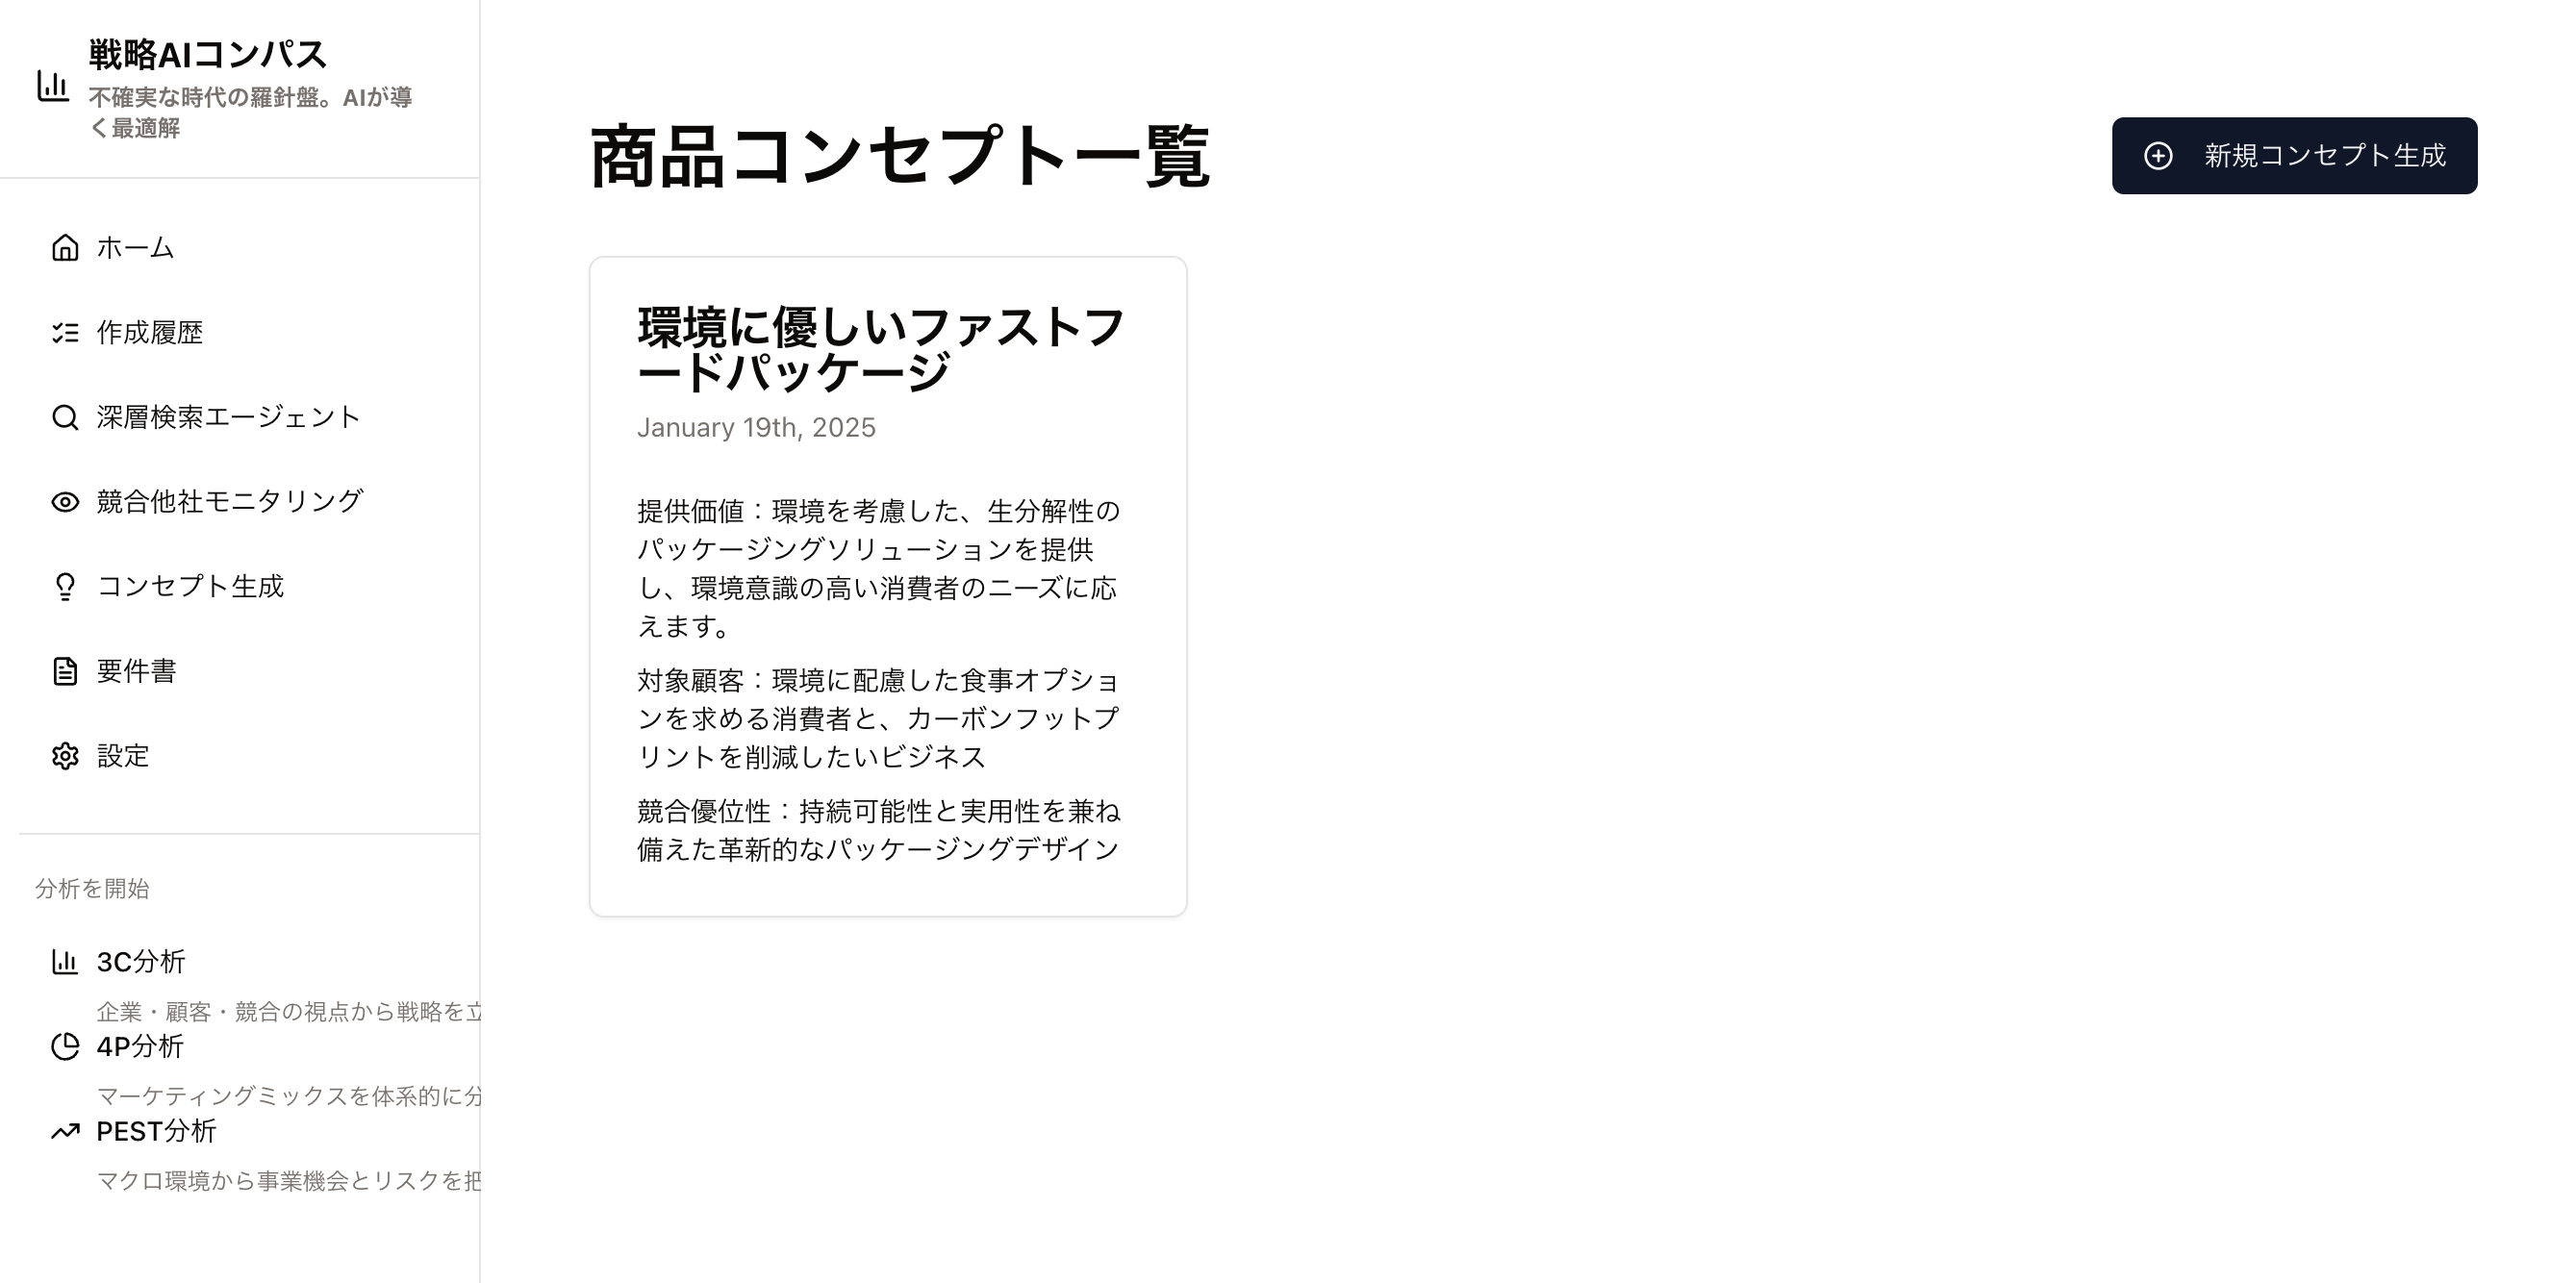 戦略AIコンパス
不確実な時代の羅針盤。AIが導
く最適解
ホーム
作成履歴
深層検索エージェント
競合他社モニタリング
コンセプト生成
要件書
設定
分析を開始
3C分析
企業・顧客・競合の視点から戦略を立
4P分析
マーケティングミックスを体系的に分
PEST分析
マクロ環境から事業機会とリスクを把
商品コンセプト一覧
新規コンセプト生成
環境に優しいファストフ
ードパッケージ
January 19th, 2025
提供価値：環境を考慮した、生分解性の
パッケージングソリューションを提供
し、環境意識の高い消費者のニーズに応
えます。
対象顧客：環境に配慮した食事オプショ
ンを求める消費者と、カーボンフットプ
リントを削減したいビジネス
競合優位性：持続可能性と実用性を兼ね
備えた革新的なパッケージングデザイン